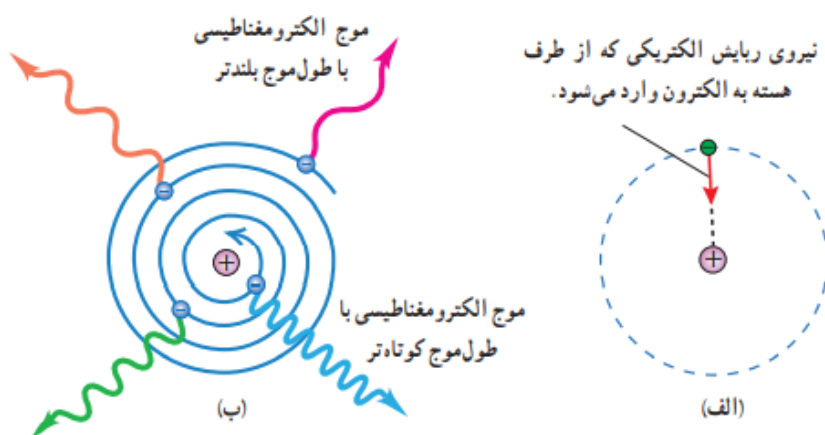 نیروی ربایش الکتریکی که از طرف
هسته به الکترون وارد می‌شود.
+
(الف)
موج الکترومغناطیسی
با طول‌موج بلندتر
+
موج الکترومغناطیسی با
طول‌موج کوتاه‌تر
(ب)